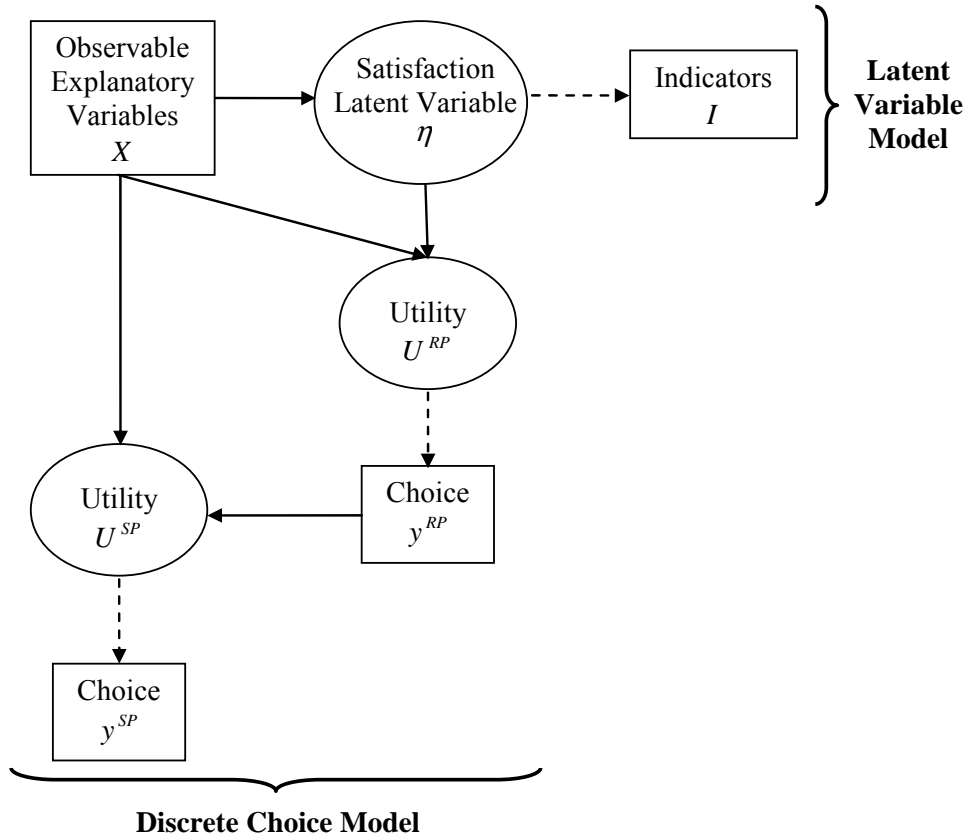 Observable
Explanatory
Variables
X
Satisfaction
Latent Variable
η
Indicators
I
Latent
Variable
Model
Utility
U^RP
Utility
U^SP
Choice
y^RP
Choice
y^SP
Discrete Choice Model